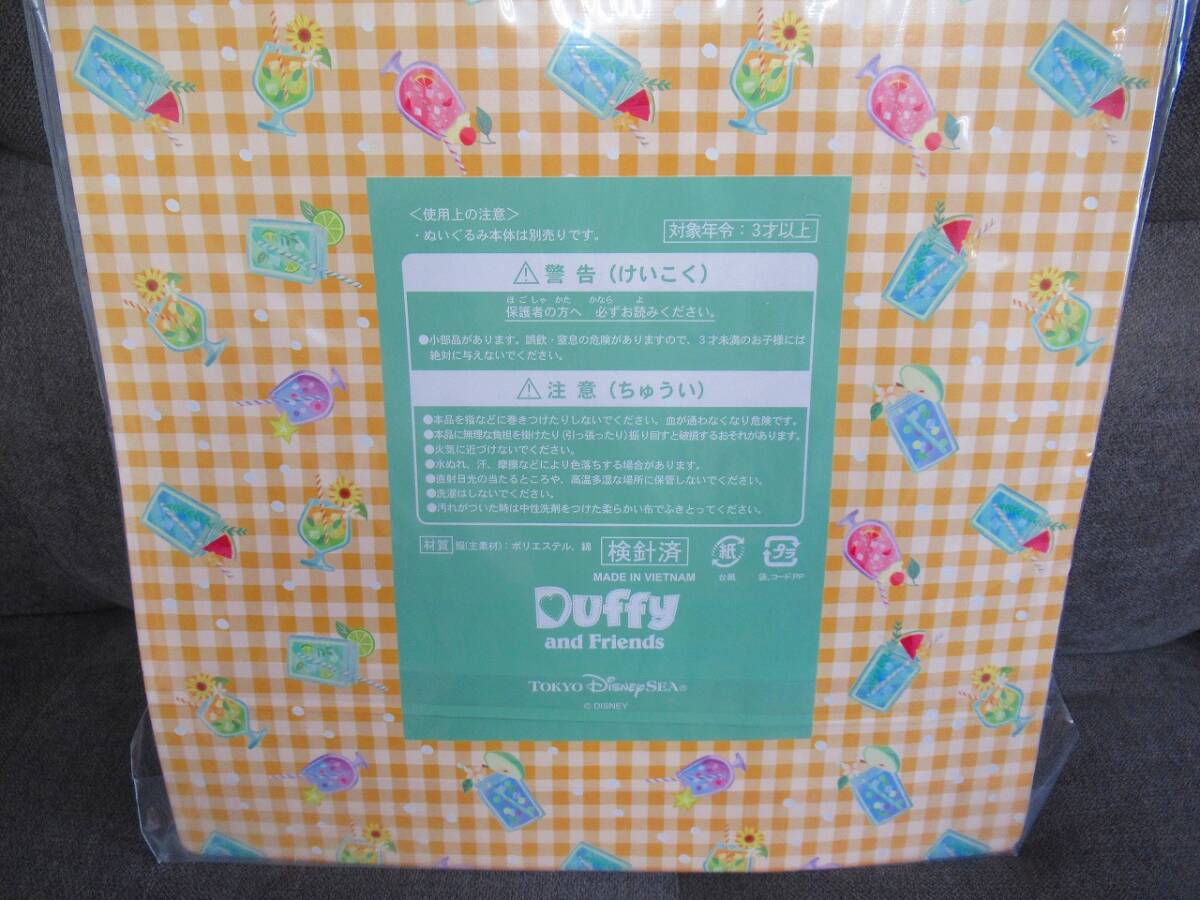 <使用上の注意>
・ぬいぐるみ本体は別売りです。
対象年令：3才以上
⚠警告（けいこく）
ほごしゃ かた かなら よ
保護者の方へ 必ずお読みください。
●小部品があります。誤飲・窒息の危険がありますので、3才未満のお子様には
絶対に与えないでください。
⚠注意（ちゅうい）
●本品を指などに巻きつけたりしないでください。血が通わなくなり危険です。
●本品に無理な負担を掛けたり(引っ張ったり)振り回すと破損するおそれがあります。
●火気に近づけないでください。
●水ぬれ、汗、摩擦などにより色落ちする場合があります。
●直射日光の当たるところや、高温多湿な場所に保管しないでください。
●洗濯はしないでください。
●汚れがついた時は中性洗剤をつけた柔らかい布でふきとってください。
材質 服(主素材)：ポリエステル、綿
検針済
MADE IN VIETNAM
紙
台紙
プラ
袋、コード:PP
Duffy
and Friends
TOKYO DISNEYSEA®
© DISNEY